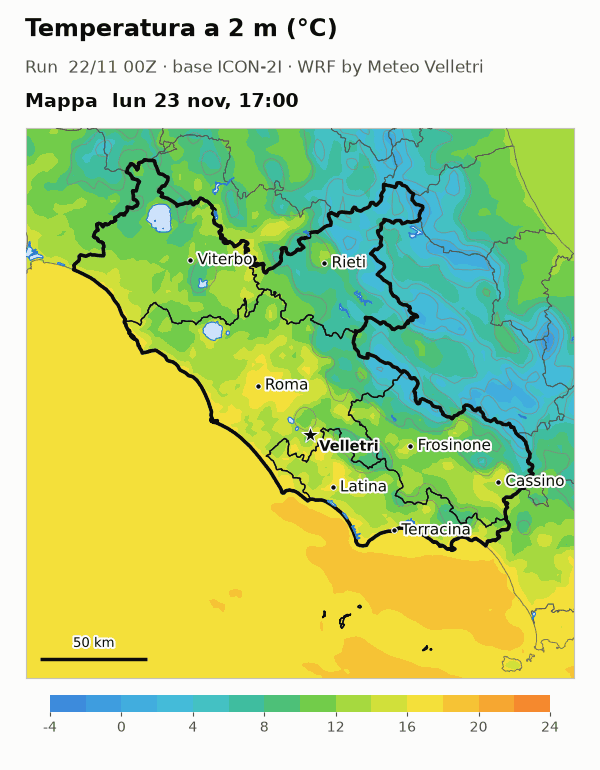 Temperatura a 2 m (°C)
Run  22/11 00Z · base ICON-2I · WRF by Meteo Velletri
Mappa  lun 23 nov, 17:00
Viterbo
Rieti
Roma
Velletri
Frosinone
Cassino
Latina
Terracina
50 km
-4 0 4 8 12 16 20 24